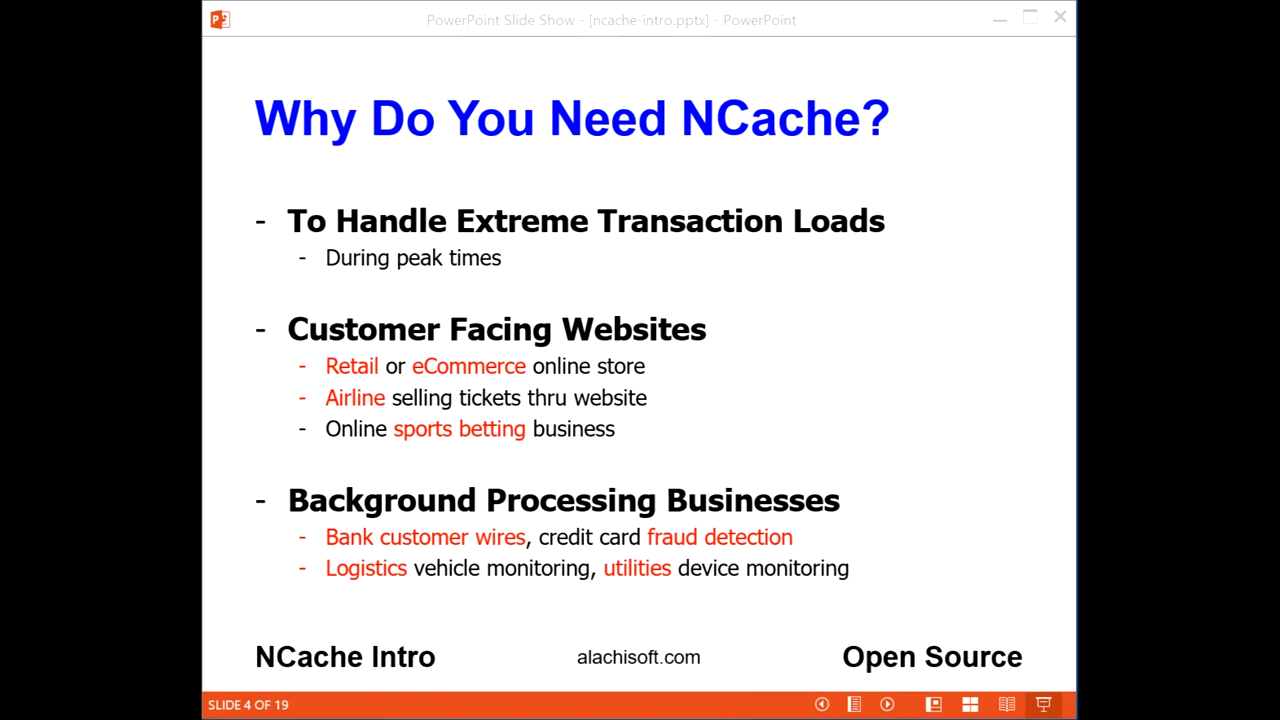 PowerPoint Slide Show - [ncache-intro.pptx] - PowerPoint
Why Do You Need NCache?
- To Handle Extreme Transaction Loads
- During peak times
- Customer Facing Websites
- Retail or eCommerce online store
- Airline selling tickets thru website
- Online sports betting business
- Background Processing Businesses
- Bank customer wires, credit card fraud detection
- Logistics vehicle monitoring, utilities device monitoring
NCache Intro alachisoft.com Open Source
SLIDE 4 OF 19